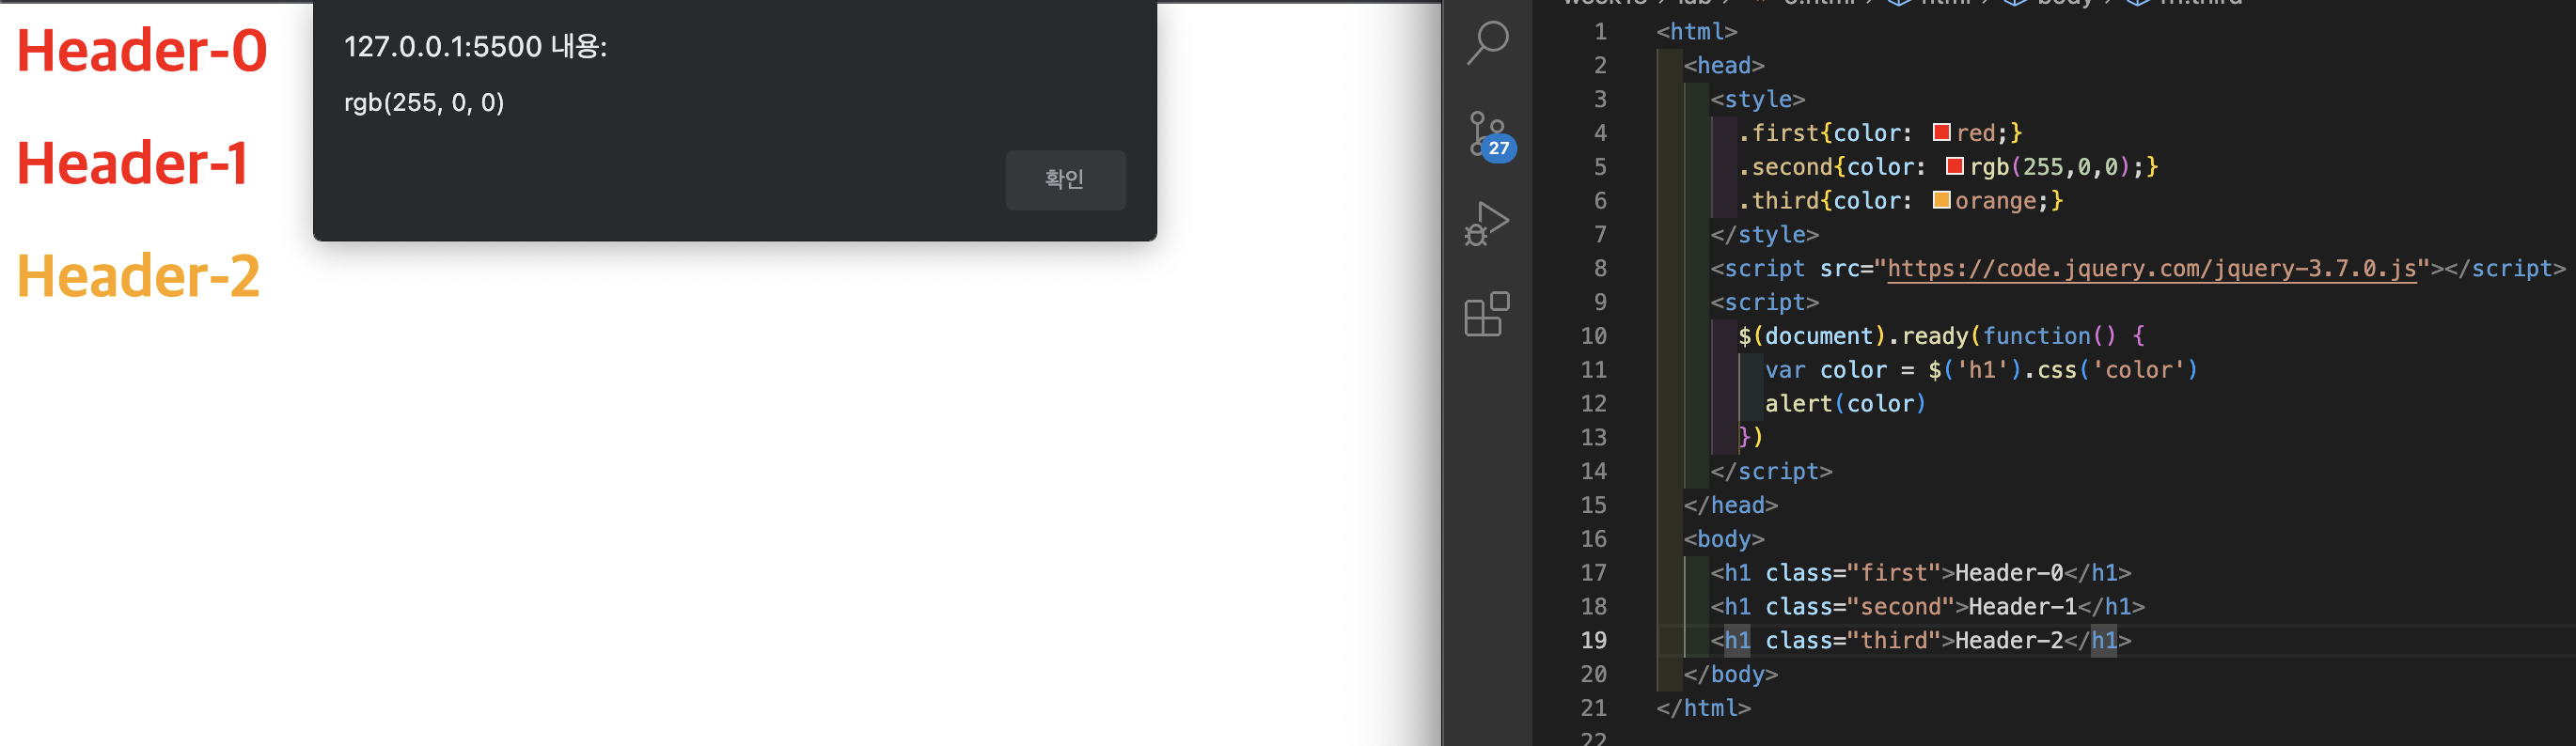 Header-0
Header-1
Header-2
127.0.0.1:5500 내용:
rgb(255, 0, 0)
확인
27
1 <html>
2 <head>
3 <style>
4 .first{color: red;}
5 .second{color: rgb(255,0,0);}
6 .third{color: orange;}
7 </style>
8 <script src="https://code.jquery.com/jquery-3.7.0.js"></script>
9 <script>
10 $(document).ready(function() {
11 var color = $('h1').css('color')
12 alert(color)
13 })
14 </script>
15 </head>
16 <body>
17 <h1 class="first">Header-0</h1>
18 <h1 class="second">Header-1</h1>
19 <h1 class="third">Header-2</h1>
20 </body>
21 </html>
22